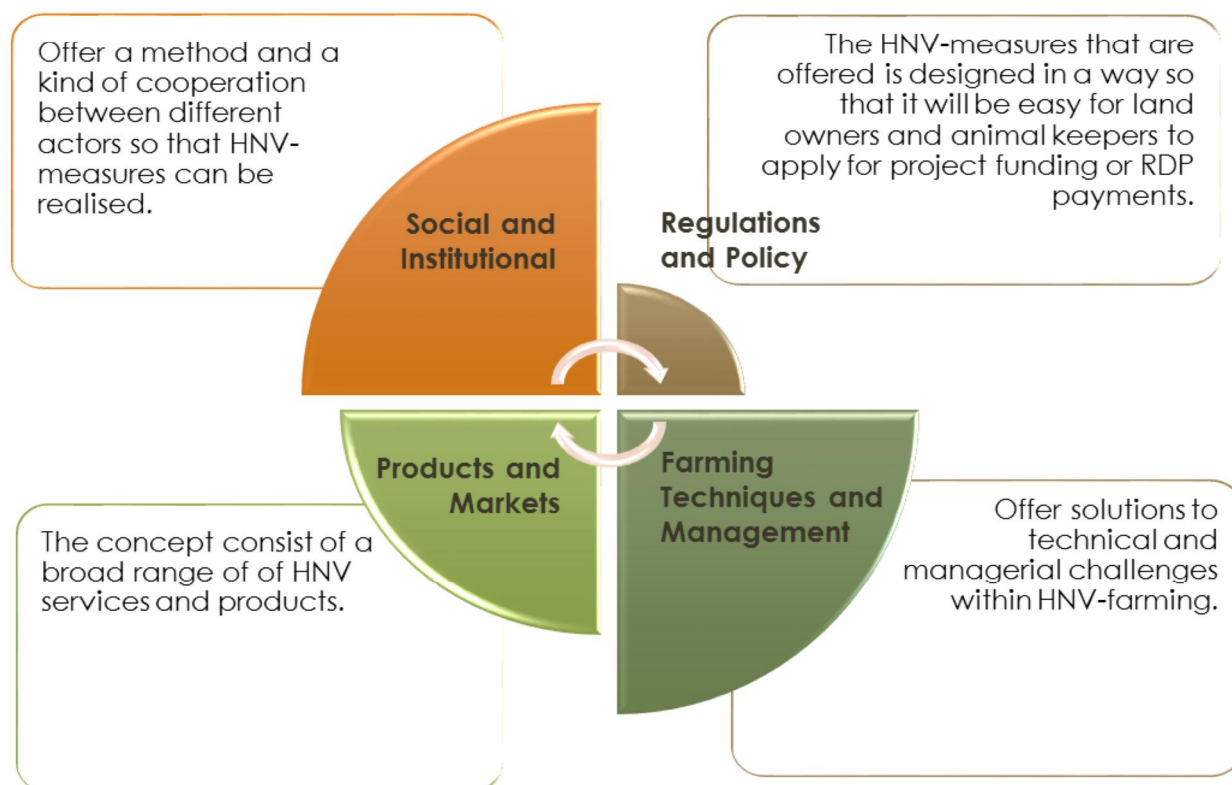 Offer a method and a
kind of cooperation
between different
actors so that HNV-
measures can be
realised.
The HNV-measures that are
offered is designed in a way so
that it will be easy for land
owners and animal keepers to
apply for project funding or RDP
payments.
Social and
Institutional
Regulations
and Policy
Products and
Markets
Farming
Techniques and
Management
The concept consist of a
broad range of of HNV
services and products.
Offer solutions to
technical and
managerial challenges
within HNV-farming.